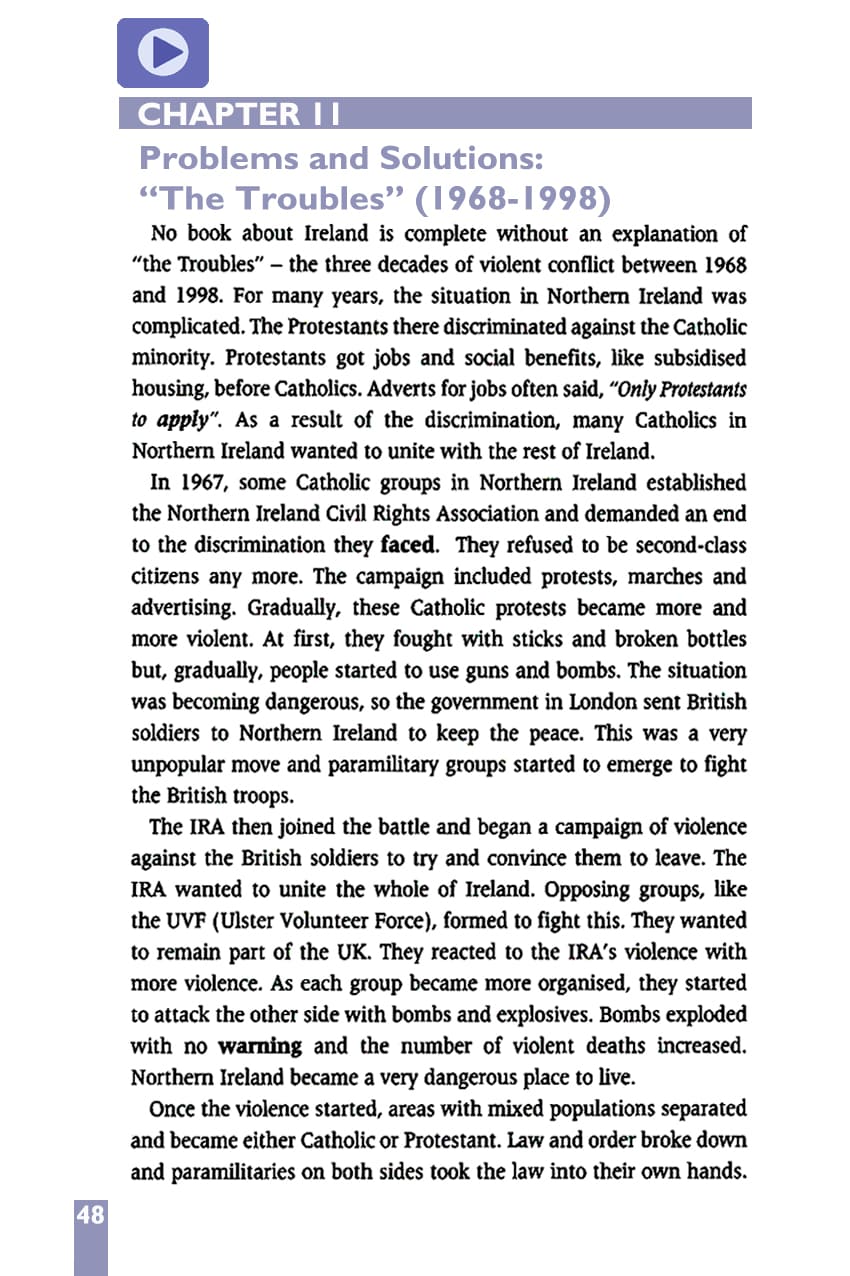 CHAPTER 11
Problems and Solutions:
“The Troubles” (1968-1998)
No book about Ireland is complete without an explanation of
"the Troubles" – the three decades of violent conflict between 1968
and 1998. For many years, the situation in Northern Ireland was
complicated. The Protestants there discriminated against the Catholic
minority. Protestants got jobs and social benefits, like subsidised
housing, before Catholics. Adverts for jobs often said, "Only Protestants
to apply". As a result of the discrimination, many Catholics in
Northern Ireland wanted to unite with the rest of Ireland.
In 1967, some Catholic groups in Northern Ireland established
the Northern Ireland Civil Rights Association and demanded an end
to the discrimination they faced. They refused to be second-class
citizens any more. The campaign included protests, marches and
advertising. Gradually, these Catholic protests became more and
more violent. At first, they fought with sticks and broken bottles
but, gradually, people started to use guns and bombs. The situation
was becoming dangerous, so the government in London sent British
soldiers to Northern Ireland to keep the peace. This was a very
unpopular move and paramilitary groups started to emerge to fight
the British troops.
The IRA then joined the battle and began a campaign of violence
against the British soldiers to try and convince them to leave. The
IRA wanted to unite the whole of Ireland. Opposing groups, like
the UVF (Ulster Volunteer Force), formed to fight this. They wanted
to remain part of the UK. They reacted to the IRA's violence with
more violence. As each group became more organised, they started
to attack the other side with bombs and explosives. Bombs exploded
with no warning and the number of violent deaths increased.
Northern Ireland became a very dangerous place to live.
Once the violence started, areas with mixed populations separated
and became either Catholic or Protestant. Law and order broke down
and paramilitaries on both sides took the law into their own hands.
48